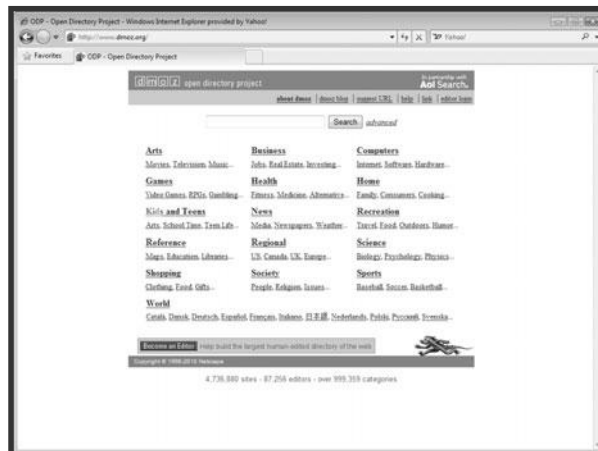 ODP - Open Directory Project - Windows Internet Explorer provided by Yahoo!
http://www.dmoz.org/
Yahoo!
Favorites ODP - Open Directory Project
dmoz open directory project In partnership with
Aol Search.
about dmoz | dmoz blog | suggest URL | help | link | editor login
Search advanced
Arts Business Computers
Movies, Television, Music... Jobs, Real Estate, Investing... Internet, Software, Hardware...
Games Health Home
Video Games, RPGs, Gambling... Fitness, Medicine, Alternative... Family, Consumers, Cooking...
Kids and Teens News Recreation
Arts, School Time, Teen Life... Media, Newspapers, Weather... Travel, Food, Outdoors, Humor...
Reference Regional Science
Maps, Education, Libraries... US, Canada, UK, Europe... Biology, Psychology, Physics...
Shopping Society Sports
Clothing, Food, Gifts... People, Religion, Issues... Baseball, Soccer, Basketball...
World
Català, Dansk, Deutsch, Español, Français, Italiano, 日本語, Nederlands, Polski, Русский, Svenska...
Become an Editor Help build the largest human-edited directory of the web
Copyright © 1998-2010 Netscape
4,736,880 sites - 87,256 editors - over 999,359 categories